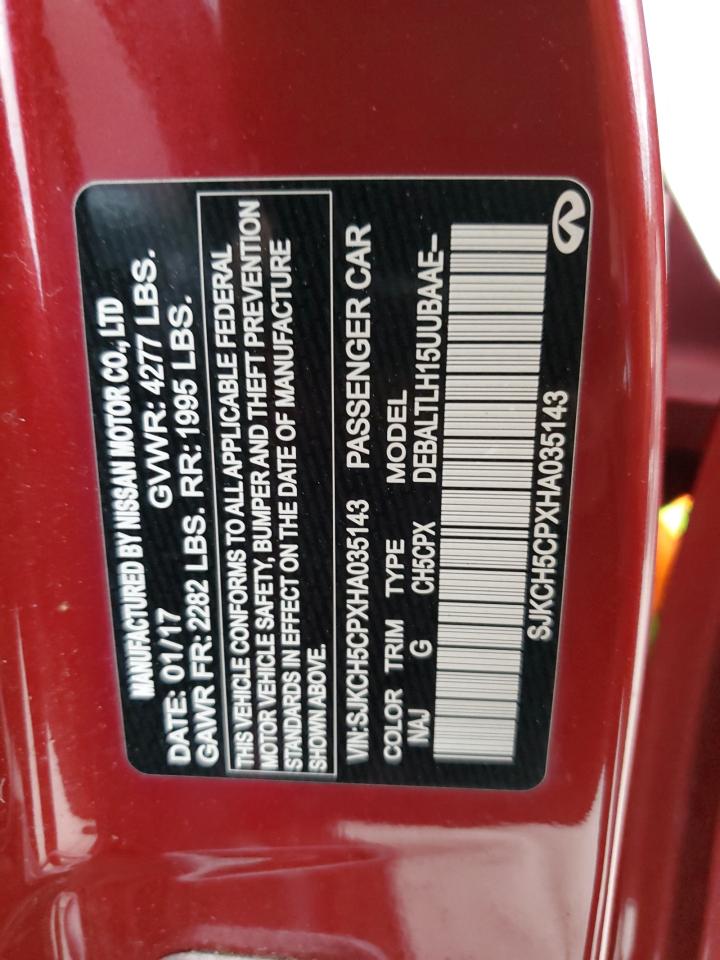 MANUFACTURED BY NISSAN MOTOR CO., LTD
DATE: 01/17 GVWR: 4277 LBS.
GAWR FR: 2282 LBS. RR: 1995 LBS.
THIS VEHICLE CONFORMS TO ALL APPLICABLE FEDERAL
MOTOR VEHICLE SAFETY, BUMPER AND THEFT PREVENTION
STANDARDS IN EFFECT ON THE DATE OF MANUFACTURE
SHOWN ABOVE.
VIN:SJKCH5CPXHA035143 PASSENGER CAR
COLOR TRIM TYPE MODEL
NAJ G CH5CPX DEBALTLH15UUBAAE--
SJKCH5CPXHA035143